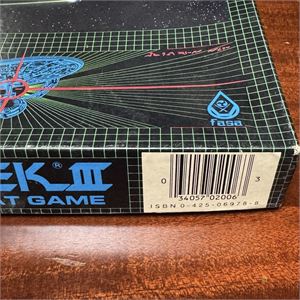 fasa
EK® III
AT GAME
0 3
34057 02006
ISBN 0-425-06978-8